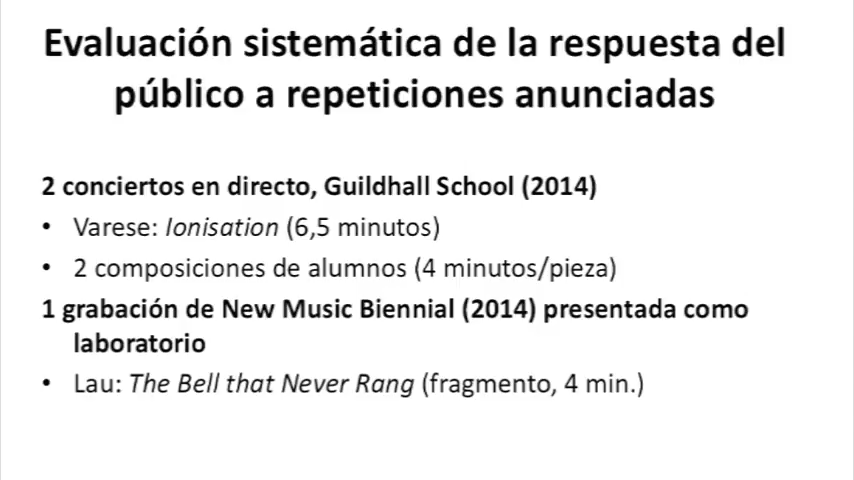 Evaluación sistemática de la respuesta del
público a repeticiones anunciadas
2 conciertos en directo, Guildhall School (2014)
• Varese: Ionisation (6,5 minutos)
• 2 composiciones de alumnos (4 minutos/pieza)
1 grabación de New Music Biennial (2014) presentada como
laboratorio
• Lau: The Bell that Never Rang (fragmento, 4 min.)